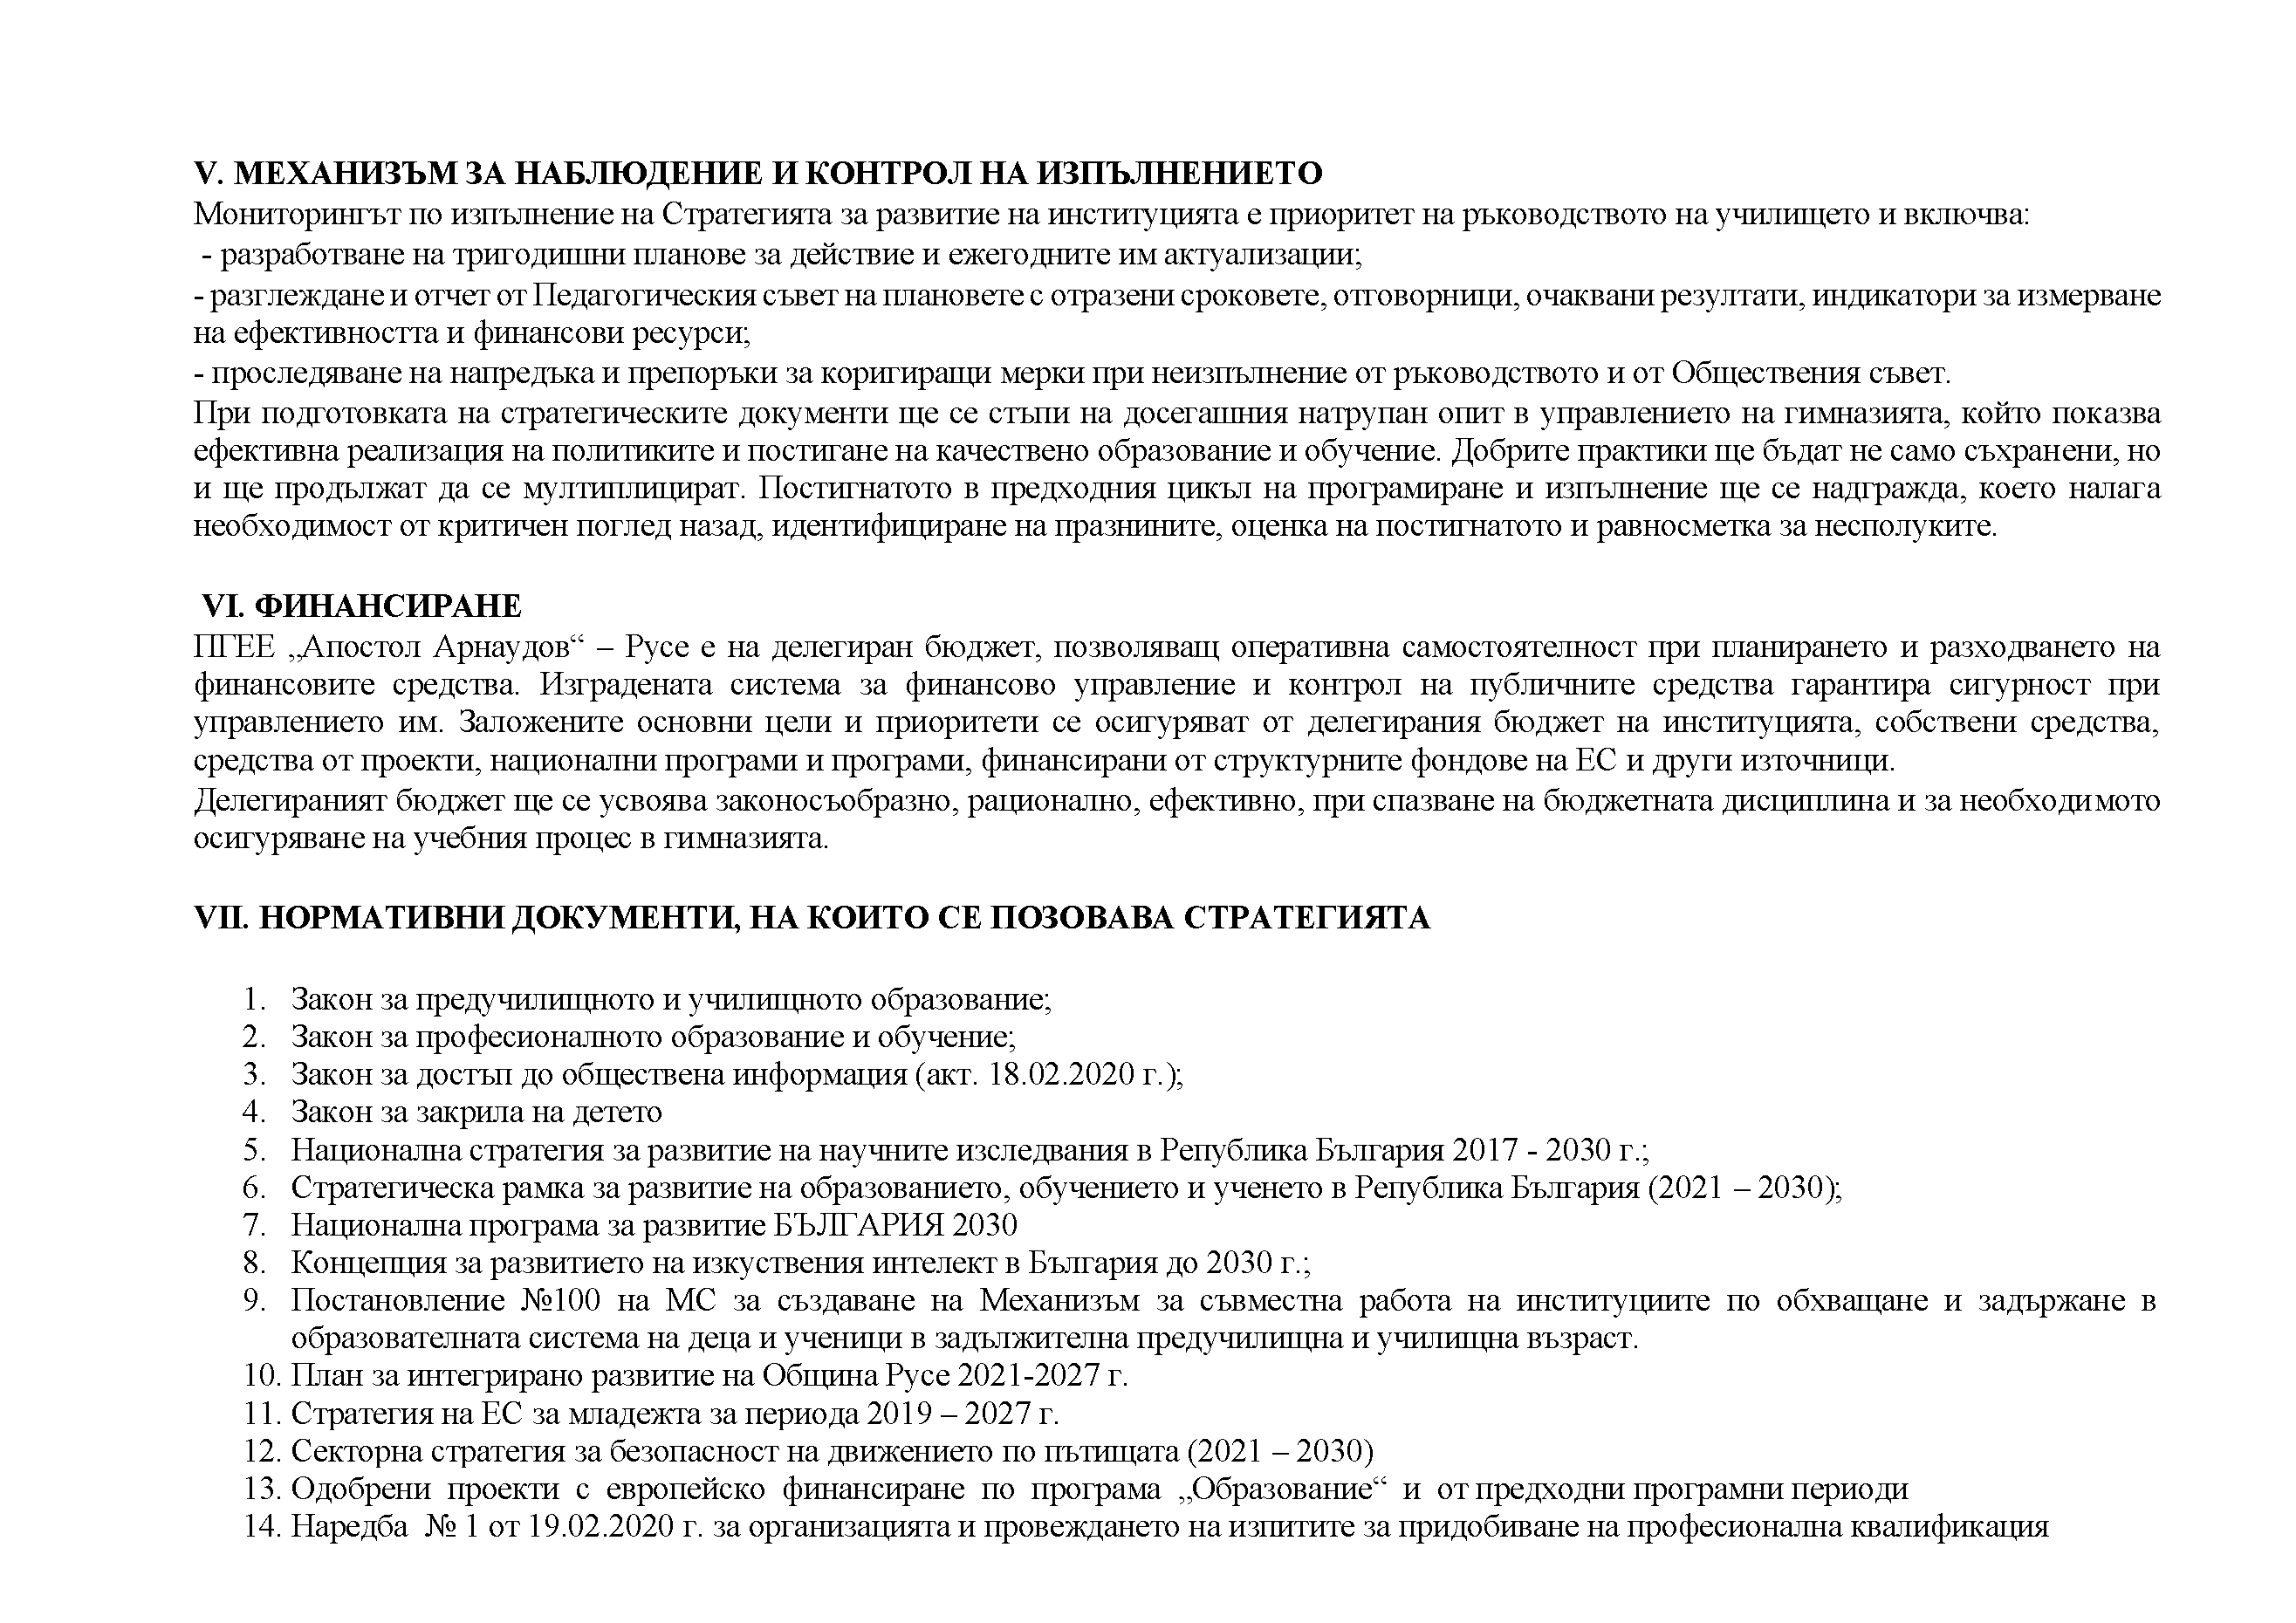 V. МЕХАНИЗЪМ ЗА НАБЛЮДЕНИЕ И КОНТРОЛ НА ИЗПЪЛНЕНИЕТО
Мониторингът по изпълнение на Стратегията за развитие на институцията е приоритет на ръководството на училището и включва:
- разработване на тригодишни планове за действие и ежегодните им актуализации;
- разглеждане и отчет от Педагогическия съвет на плановете с отразени сроковете, отговорници, очаквани резултати, индикатори за измерване
на ефективността и финансови ресурси;
- проследяване на напредъка и препоръки за коригиращи мерки при неизпълнение от ръководството и от Обществения съвет.
При подготовката на стратегическите документи ще се стъпи на досегашния натрупан опит в управлението на гимназията, който показва
ефективна реализация на политиките и постигане на качествено образование и обучение. Добрите практики ще бъдат не само съхранени, но
и ще продължат да се мултиплицират. Постигнатото в предходния цикъл на програмиране и изпълнение ще се надгражда, което налага
необходимост от критичен поглед назад, идентифициране на празнините, оценка на постигнатото и равносметка за несполуките.
VI. ФИНАНСИРАНЕ
ПГЕЕ „Апостол Арнаудов“ – Русе е на делегиран бюджет, позволяващ оперативна самостоятелност при планирането и разходването на
финансовите средства. Изградената система за финансово управление и контрол на публичните средства гарантира сигурност при
управлението им. Заложените основни цели и приоритети се осигуряват от делегирания бюджет на институцията, собствени средства,
средства от проекти, национални програми и програми, финансирани от структурните фондове на ЕС и други източници.
Делегираният бюджет ще се усвоява законосъобразно, рационално, ефективно, при спазване на бюджетната дисциплина и за необходимото
осигуряване на учебния процес в гимназията.
VII. НОРМАТИВНИ ДОКУМЕНТИ, НА КОИТО СЕ ПОЗОВАВА СТРАТЕГИЯТА
1. Закон за предучилищното и училищното образование;
2. Закон за професионалното образование и обучение;
3. Закон за достъп до обществена информация (акт. 18.02.2020 г.);
4. Закон за закрила на детето
5. Национална стратегия за развитие на научните изследвания в Република България 2017 - 2030 г.;
6. Стратегическа рамка за развитие на образованието, обучението и ученето в Република България (2021 – 2030);
7. Национална програма за развитие БЪЛГАРИЯ 2030
8. Концепция за развитието на изкуствения интелект в България до 2030 г.;
9. Постановление №100 на МС за създаване на Механизъм за съвместна работа на институциите по обхващане и задържане в
образователната система на деца и ученици в задължителна предучилищна и училищна възраст.
10. План за интегрирано развитие на Община Русе 2021-2027 г.
11. Стратегия на ЕС за младежта за периода 2019 – 2027 г.
12. Секторна стратегия за безопасност на движението по пътищата (2021 – 2030)
13. Одобрени проекти с европейско финансиране по програма „Образование“ и от предходни програмни периоди
14. Наредба № 1 от 19.02.2020 г. за организацията и провеждането на изпитите за придобиване на професионална квалификация